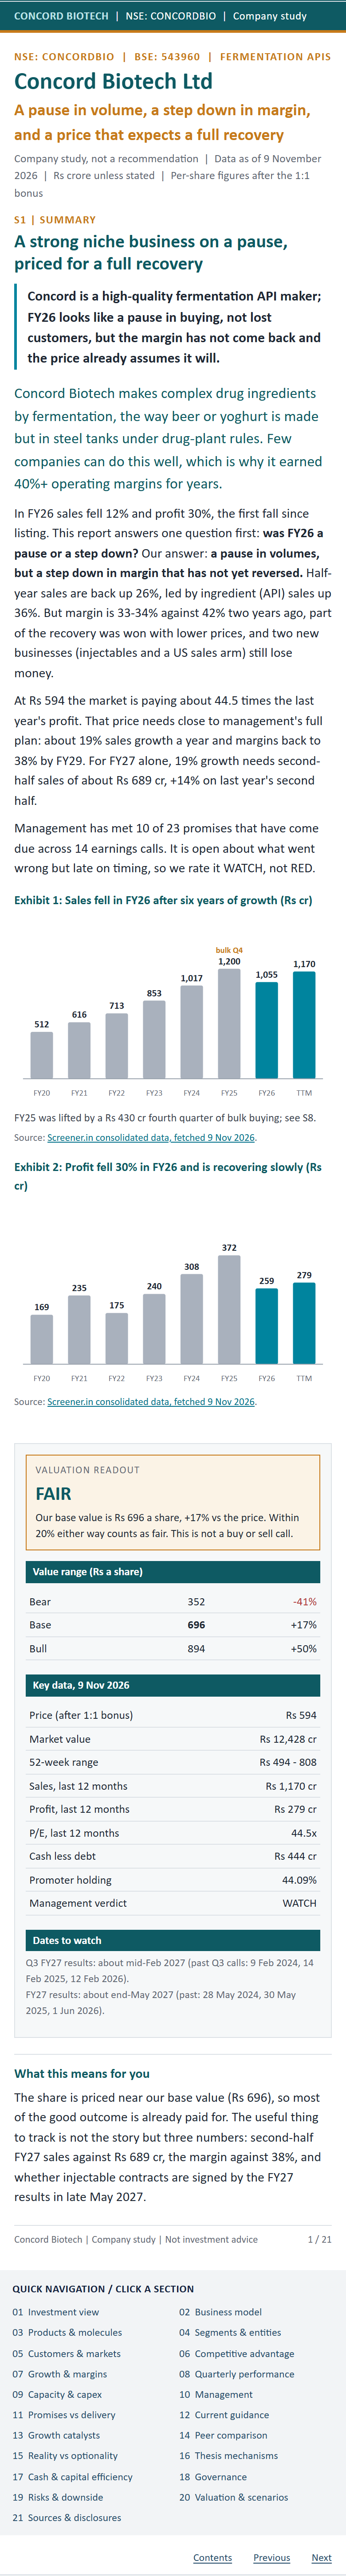 CONCORD BIOTECH | NSE: CONCORDBIO | Company study
NSE: CONCORDBIO | BSE: 543960 | FERMENTATION APIS
Concord Biotech Ltd
A pause in volume, a step down in margin,
and a price that expects a full recovery
Company study, not a recommendation | Data as of 9 November
2026 | Rs crore unless stated | Per-share figures after the 1:1
bonus
S1 | SUMMARY
A strong niche business on a pause,
priced for a full recovery
Concord is a high-quality fermentation API maker;
FY26 looks like a pause in buying, not lost
customers, but the margin has not come back and
the price already assumes it will.
Concord Biotech makes complex drug ingredients
by fermentation, the way beer or yoghurt is made
but in steel tanks under drug-plant rules. Few
companies can do this well, which is why it earned
40%+ operating margins for years.
In FY26 sales fell 12% and profit 30%, the first fall since
listing. This report answers one question first: was FY26 a
pause or a step down? Our answer: a pause in volumes,
but a step down in margin that has not yet reversed. Half-
year sales are back up 26%, led by ingredient (API) sales up
36%. But margin is 33-34% against 42% two years ago, part
of the recovery was won with lower prices, and two new
businesses (injectables and a US sales arm) still lose
money.
At Rs 594 the market is paying about 44.5 times the last
year's profit. That price needs close to management's full
plan: about 19% sales growth a year and margins back to
38% by FY29. For FY27 alone, 19% growth needs second-
half sales of about Rs 689 cr, +14% on last year's second
half.
Management has met 10 of 23 promises that have come
due across 14 earnings calls. It is open about what went
wrong but late on timing, so we rate it WATCH, not RED.
Exhibit 1: Sales fell in FY26 after six years of growth (Rs cr)
bulk Q4
512 616 713 853 1,017 1,200 1,055 1,170
FY20 FY21 FY22 FY23 FY24 FY25 FY26 TTM
FY25 was lifted by a Rs 430 cr fourth quarter of bulk buying; see S8.
Source: Screener.in consolidated data, fetched 9 Nov 2026.
Exhibit 2: Profit fell 30% in FY26 and is recovering slowly (Rs
cr)
169 235 175 240 308 372 259 279
FY20 FY21 FY22 FY23 FY24 FY25 FY26 TTM
Source: Screener.in consolidated data, fetched 9 Nov 2026.
VALUATION READOUT
FAIR
Our base value is Rs 696 a share, +17% vs the price. Within
20% either way counts as fair. This is not a buy or sell call.
Value range (Rs a share)
Bear 352 -41%
Base 696 +17%
Bull 894 +50%
Key data, 9 Nov 2026
Price (after 1:1 bonus) Rs 594
Market value Rs 12,428 cr
52-week range Rs 494 - 808
Sales, last 12 months Rs 1,170 cr
Profit, last 12 months Rs 279 cr
P/E, last 12 months 44.5x
Cash less debt Rs 444 cr
Promoter holding 44.09%
Management verdict WATCH
Dates to watch
Q3 FY27 results: about mid-Feb 2027 (past Q3 calls: 9 Feb 2024, 14
Feb 2025, 12 Feb 2026).
FY27 results: about end-May 2027 (past: 28 May 2024, 30 May
2025, 1 Jun 2026).
What this means for you
The share is priced near our base value (Rs 696), so most
of the good outcome is already paid for. The useful thing
to track is not the story but three numbers: second-half
FY27 sales against Rs 689 cr, the margin against 38%, and
whether injectable contracts are signed by the FY27
results in late May 2027.
Concord Biotech | Company study | Not investment advice 1 / 21
QUICK NAVIGATION / CLICK A SECTION
01 Investment view 02 Business model
03 Products & molecules 04 Segments & entities
05 Customers & markets 06 Competitive advantage
07 Growth & margins 08 Quarterly performance
09 Capacity & capex 10 Management
11 Promises vs delivery 12 Current guidance
13 Growth catalysts 14 Peer comparison
15 Reality vs optionality 16 Thesis mechanisms
17 Cash & capital efficiency 18 Governance
19 Risks & downside 20 Valuation & scenarios
21 Sources & disclosures
Contents Previous Next